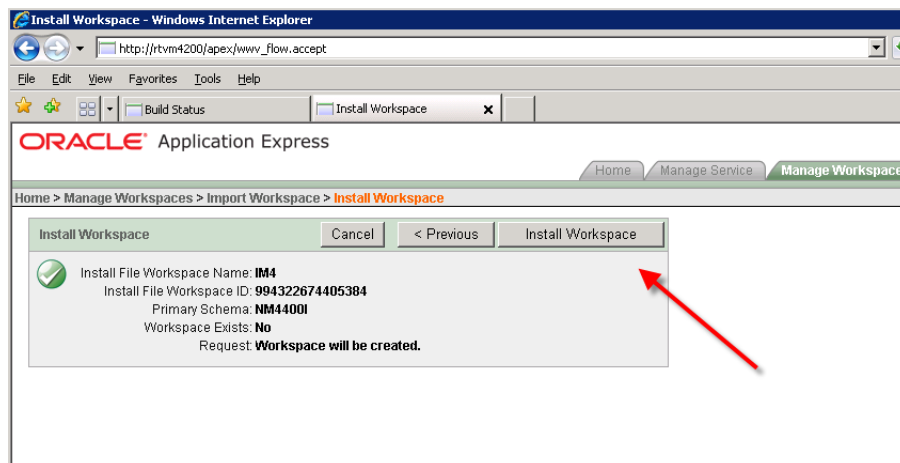 Install Workspace - Windows Internet Explorer
http://rtvm4200/apex/wwv_flow.accept
File Edit View Favorites Tools Help
Build Status Install Workspace x
ORACLE® Application Express
Home Manage Service Manage Workspace
Home > Manage Workspaces > Import Workspace > Install Workspace
Install Workspace Cancel < Previous Install Workspace
Install File Workspace Name: IM4
Install File Workspace ID: 994322674405384
Primary Schema: NM4400I
Workspace Exists: No
Request: Workspace will be created.